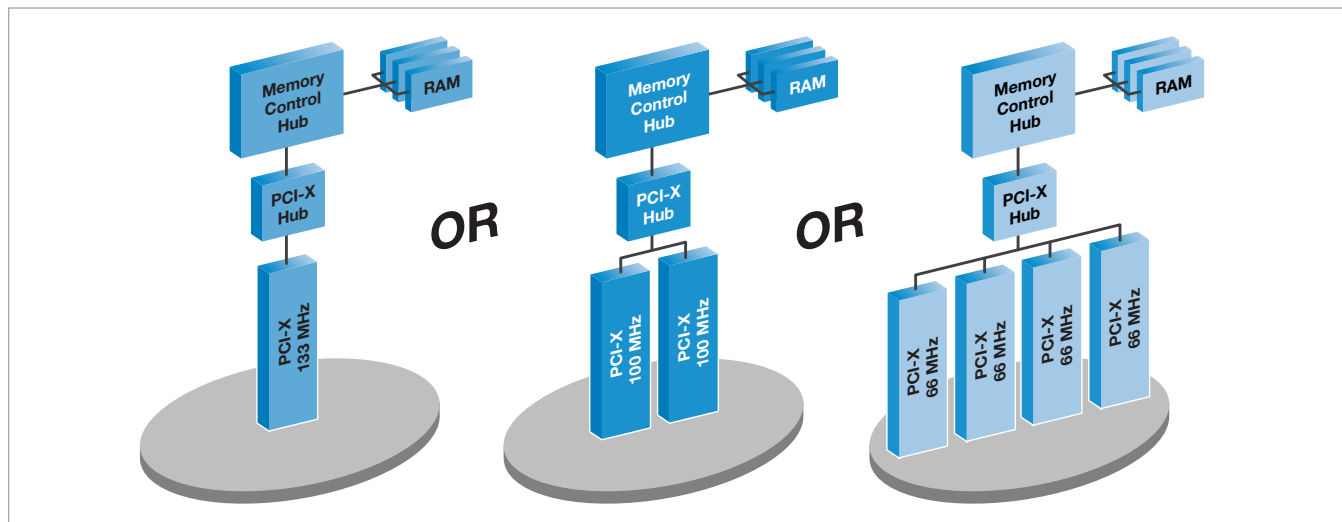 Memory
Control
Hub
RAM
PCI-X
Hub
PCI-X
133 MHz
OR
Memory
Control
Hub
RAM
PCI-X
Hub
PCI-X
100 MHz
PCI-X
100 MHz
OR
Memory
Control
Hub
RAM
PCI-X
Hub
PCI-X
66 MHz
PCI-X
66 MHz
PCI-X
66 MHz
PCI-X
66 MHz